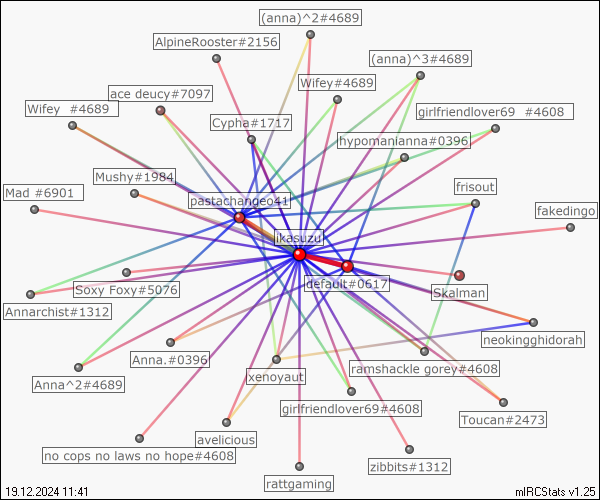 (anna)^2#4689
AlpineRooster#2156
(anna)^3#4689
Wifey#4689
ace deucy#7097
Wifey  #4689
girlfriendlover69  #4608
Cypha#1717
hypomanianna#0396
Mushy#1984
frisout
Mad #6901
pastachangeo41
fakedingo
ikasuzu
default#0617
Soxy Foxy#5076
Skalman
Annarchist#1312
neokingghidorah
Anna.#0396
ramshackle gorey#4608
xenoyaut
Anna^2#4689
girlfriendlover69#4608
Toucan#2473
avelicious
no cops no laws no hope#4608
zibbits#1312
rattgaming
19.12.2024 11:41
mIRCStats v1.25